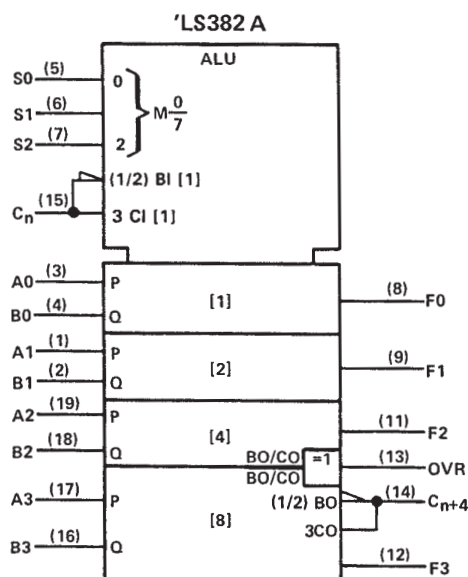 'LS382 A
ALU
S0 (5) 0
S1 (6) M 0/7
S2 (7) 2
(1/2) BI [1]
Cn (15) 3 CI [1]
A0 (3) P
[1] (8) F0
B0 (4) Q
A1 (1) P
[2] (9) F1
B1 (2) Q
A2 (19) P
[4] (11) F2
B2 (18) Q
BO/CO =1 (13) OVR
BO/CO
A3 (17) P (1/2) BO (14) Cn+4
[8]
3CO
B3 (16) Q
(12) F3